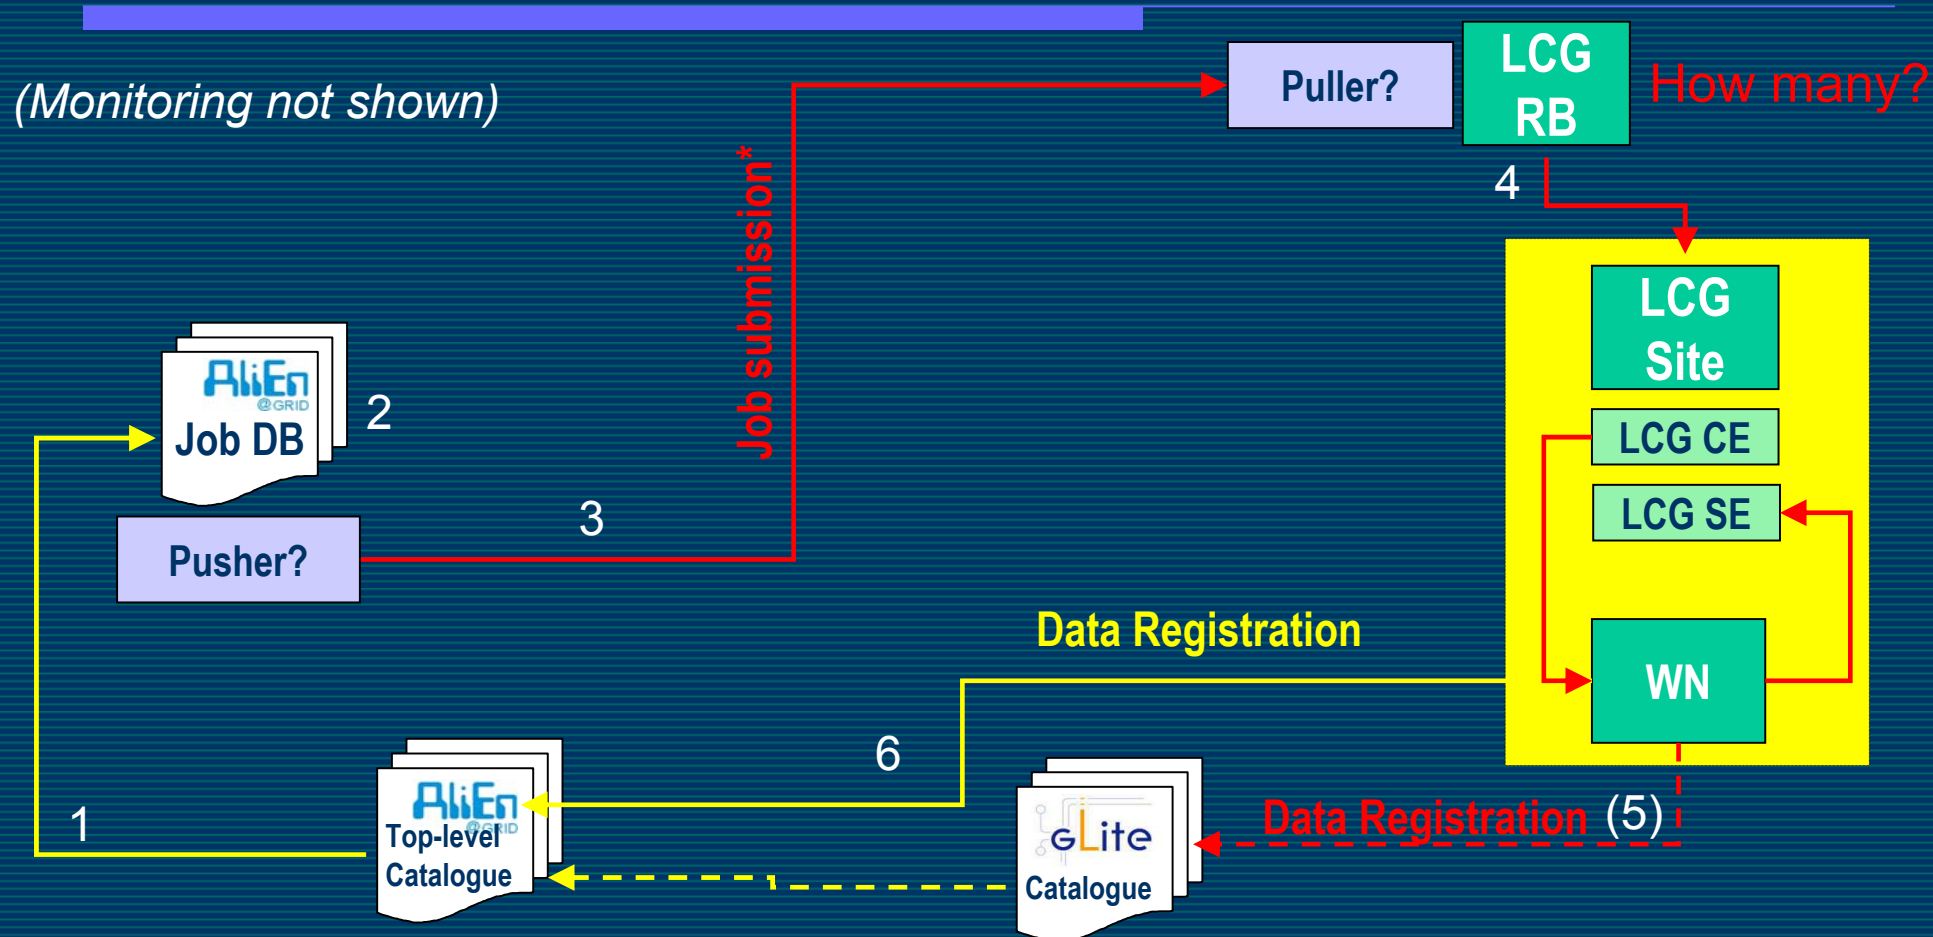 Puller?
LCG
RB
How many?
(Monitoring not shown)
4
Job submission*
LCG
Site
AliEn
@GRID
Job DB
2
LCG CE
LCG SE
3
Pusher?
Data Registration
WN
6
1
AliEn
@GRID
Top-level
Catalogue
gLite
Catalogue
Data Registration (5)